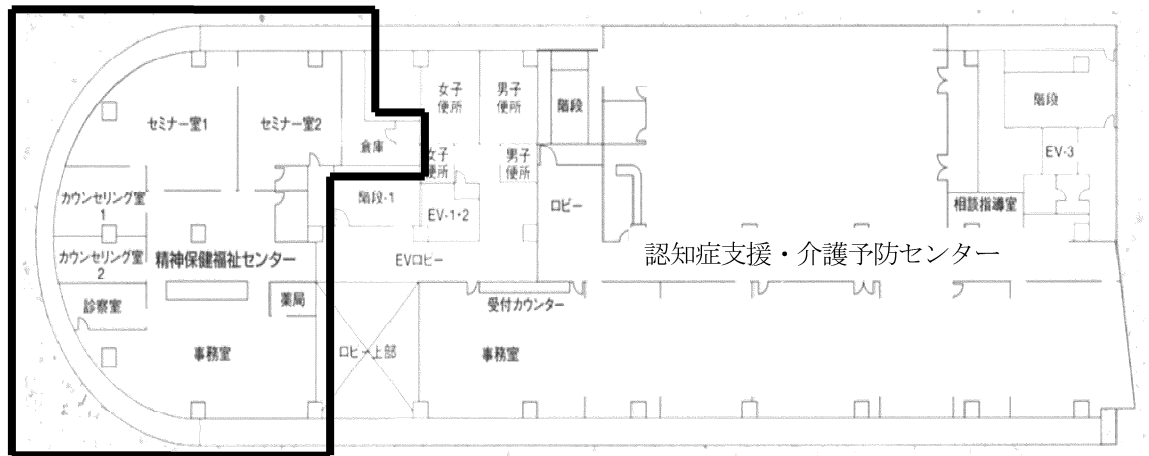 セミナー室1
セミナー室2
倉庫
女子
便所
男子
便所
女子
便所
男子
便所
階段
階段
EV-3
相談指導室
カウンセリング室
1
カウンセリング室
2
精神保健福祉センター
階段-1
EV-1・2
EVロビー
ロビー
認知症支援・介護予防センター
診察室
薬局
事務室
ロビー上部
受付カウンター
事務室